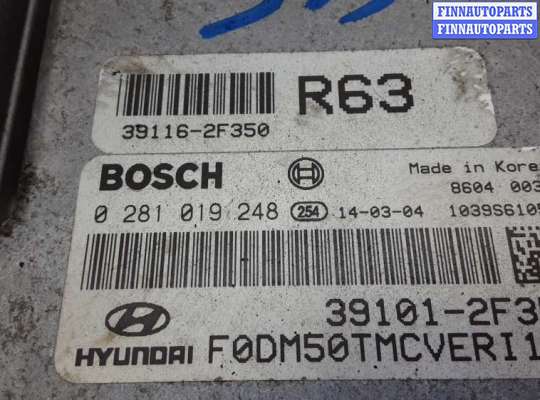 FINNAUTOPARTS
FINNAUTOPARTS
R63
39116-2F350
BOSCH
Made in Kore
8604 003
0 281 019 248 254 14-03-04 1039S6109
39101-2F3
HYUNDAI F0DM50TMCVERI1